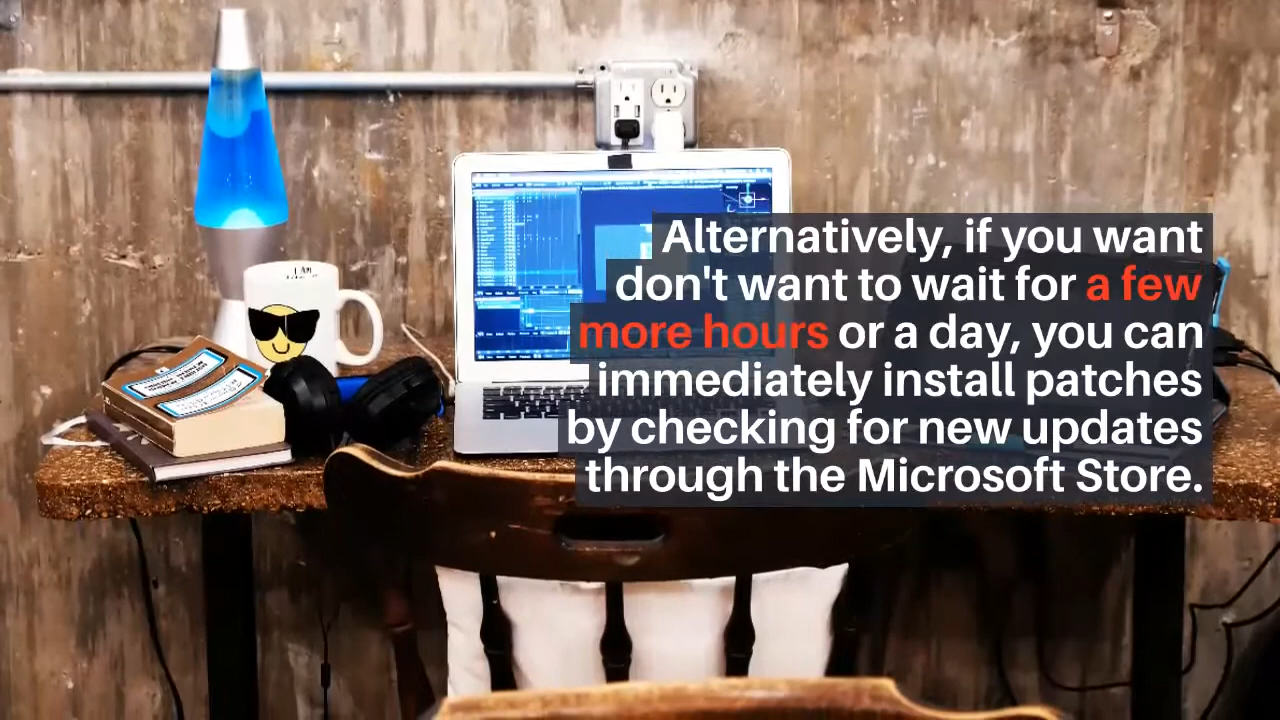 I AM
Alternatively, if you want
don't want to wait for a few
more hours or a day, you can
immediately install patches
by checking for new updates
through the Microsoft Store.